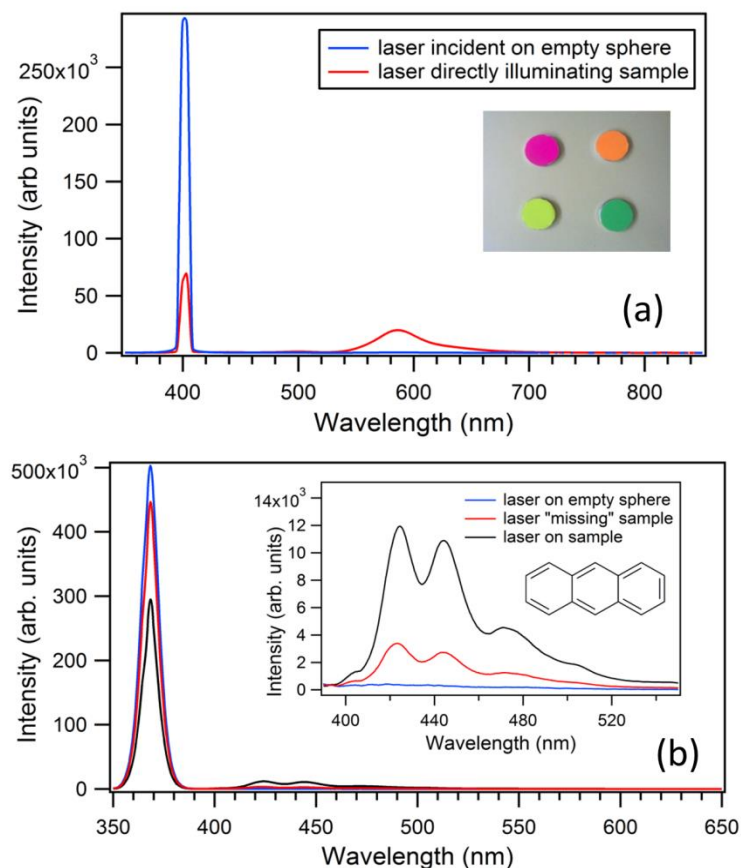 laser incident on empty sphere
laser directly illuminating sample
250x10³
200
150
100
50
0
Intensity (arb units)
(a)
400 500 600 700 800
Wavelength (nm)
500x10³
400
300
200
100
0
Intensity (arb. units)
14x10³
12
10
8
6
4
2
0
Intensity (arb. units)
laser on empty sphere
laser "missing" sample
laser on sample
400 440 480 520
Wavelength (nm)
(b)
350 400 450 500 550 600 650
Wavelength (nm)